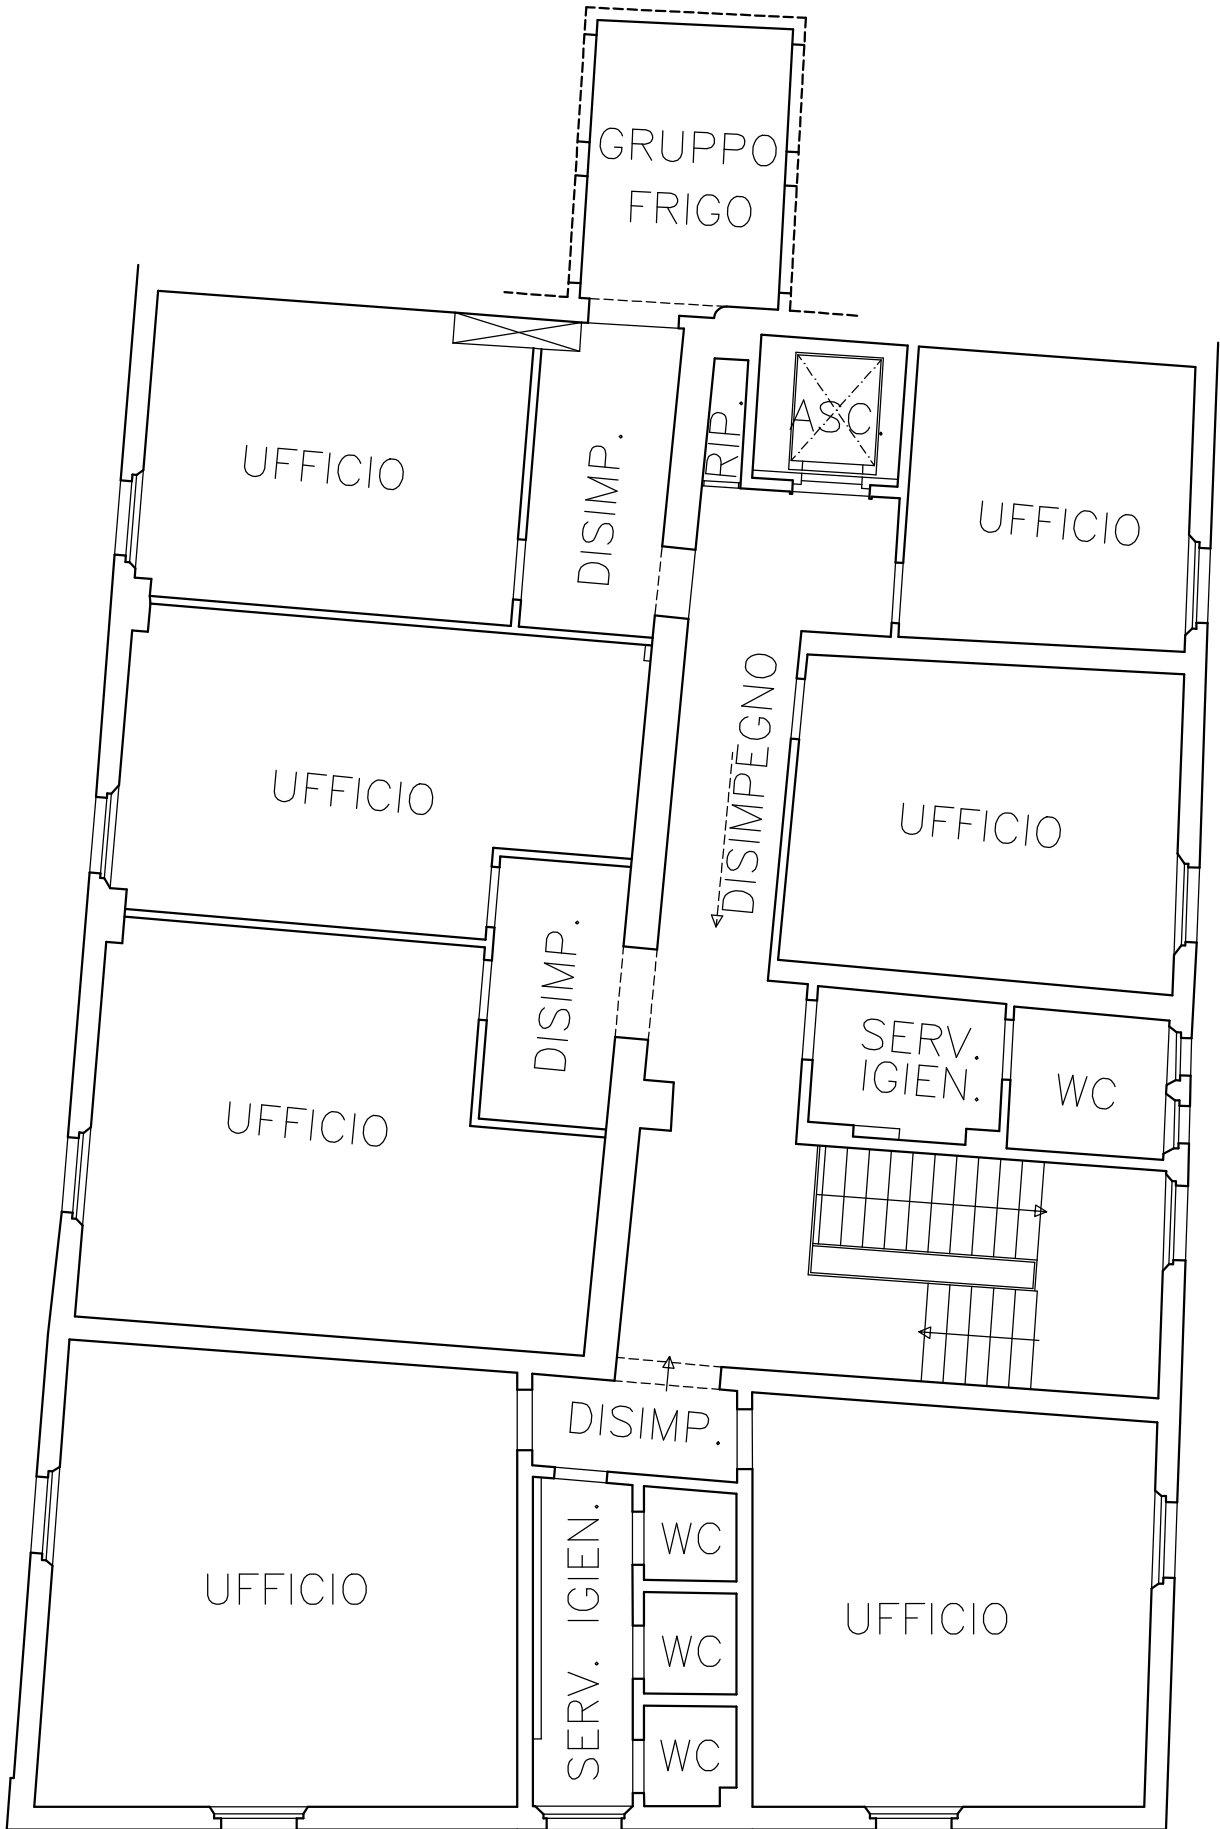 GRUPPO
FRIGO
UFFICIO
DISIMP.
RIP.
ASC.
UFFICIO
UFFICIO
DISIMPEGNO
UFFICIO
DISIMP.
UFFICIO
SERV.
IGIEN.
WC
DISIMP.
UFFICIO
SERV. IGIEN.
WC
WC
WC
UFFICIO